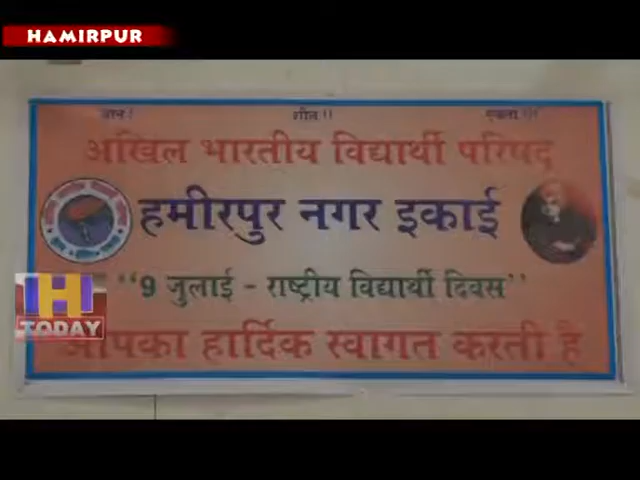 HAMIRPUR
ज्ञान! शील!! एकता!!!
अखिल भारतीय विद्यार्थी परिषद
हमीरपुर नगर इकाई
"9 जुलाई - राष्ट्रीय विद्यार्थी दिवस"
H
TODAY
आपका हार्दिक स्वागत करती है